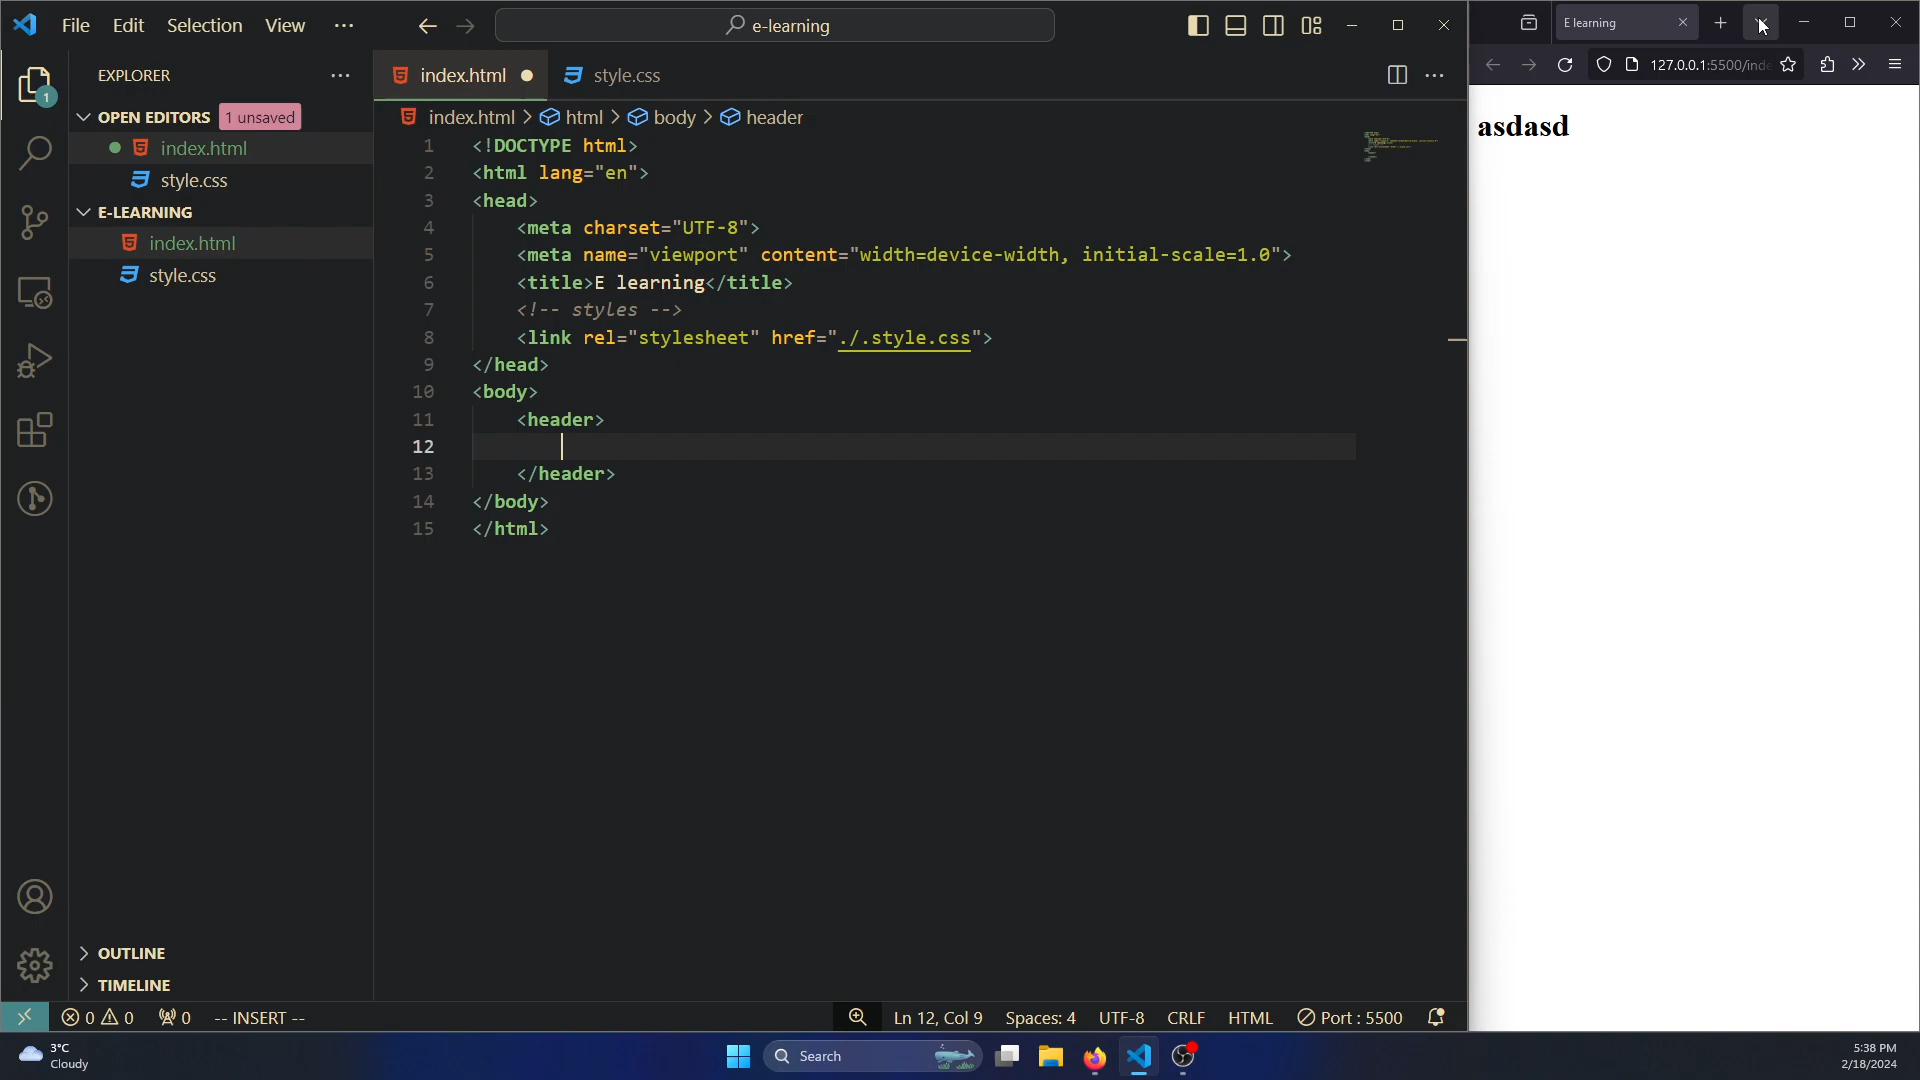 File Edit Selection View ···
e-learning
EXPLORER ···
OPEN EDITORS 1 unsaved
index.html
style.css
E-LEARNING
index.html
style.css
OUTLINE
TIMELINE
1
index.html style.css
index.html > html > body > header
1 <!DOCTYPE html>
2 <html lang="en">
3 <head>
4 <meta charset="UTF-8">
5 <meta name="viewport" content="width=device-width, initial-scale=1.0">
6 <title>E learning</title>
7 <!-- styles -->
8 <link rel="stylesheet" href="./.style.css">
9 </head>
10 <body>
11 <header>
12
13 </header>
14 </body>
15 </html>
0 0 0 -- INSERT --
Ln 12, Col 9 Spaces: 4 UTF-8 CRLF HTML Port : 5500
E learning
127.0.0.1:5500/inde
asdasd
3°C
Cloudy
Search
5:38 PM
2/18/2024